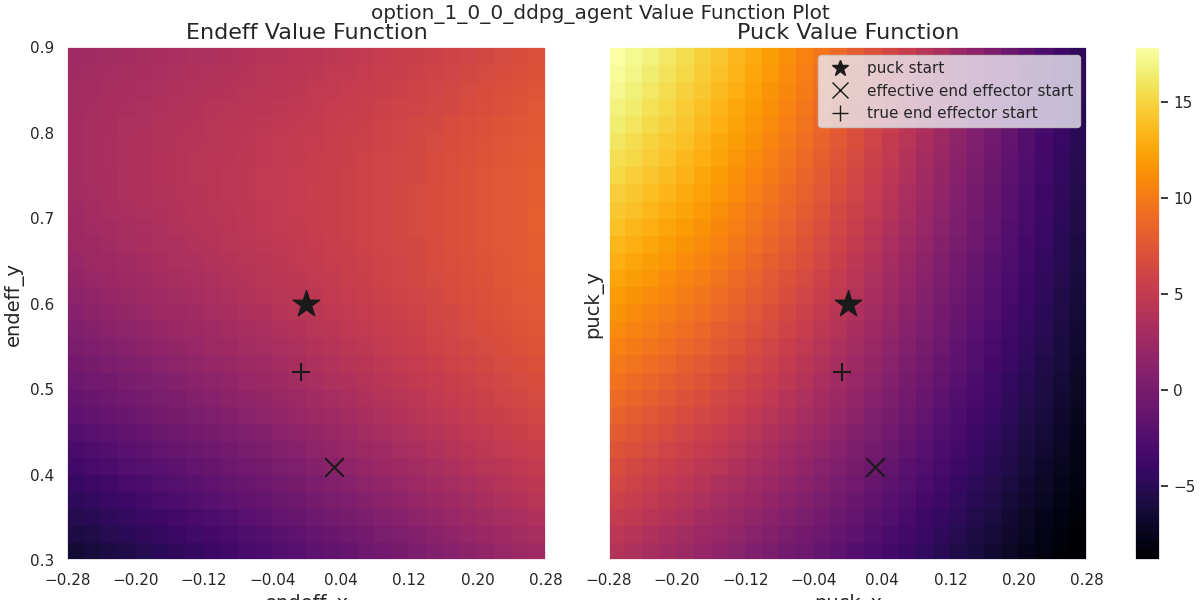 option_1_0_0_ddpg_agent Value Function Plot
Endeff Value Function
Puck Value Function
0.9
0.8
0.7
0.6
0.5
0.4
0.3
endeff_y
−0.28 −0.20 −0.12 −0.04 0.04 0.12 0.20 0.28
endeff_x
puck_y
puck start
effective end effector start
true end effector start
−0.28 −0.20 −0.12 −0.04 0.04 0.12 0.20 0.28
puck_x
15
10
5
0
−5